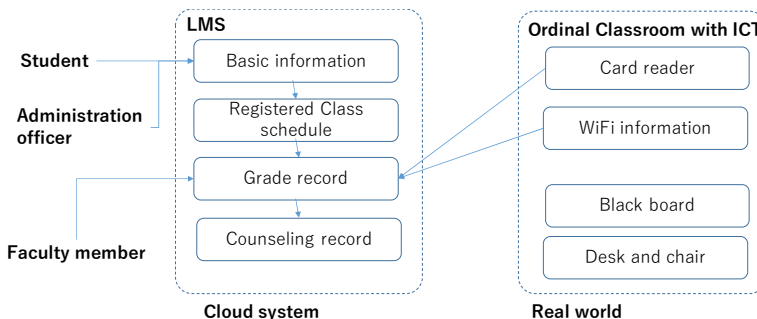 LMS
Ordinal Classroom with ICT
Student
Basic information
Card reader
Administration
officer
Registered Class
schedule
WiFi information
Grade record
Black board
Faculty member
Counseling record
Desk and chair
Cloud system
Real world